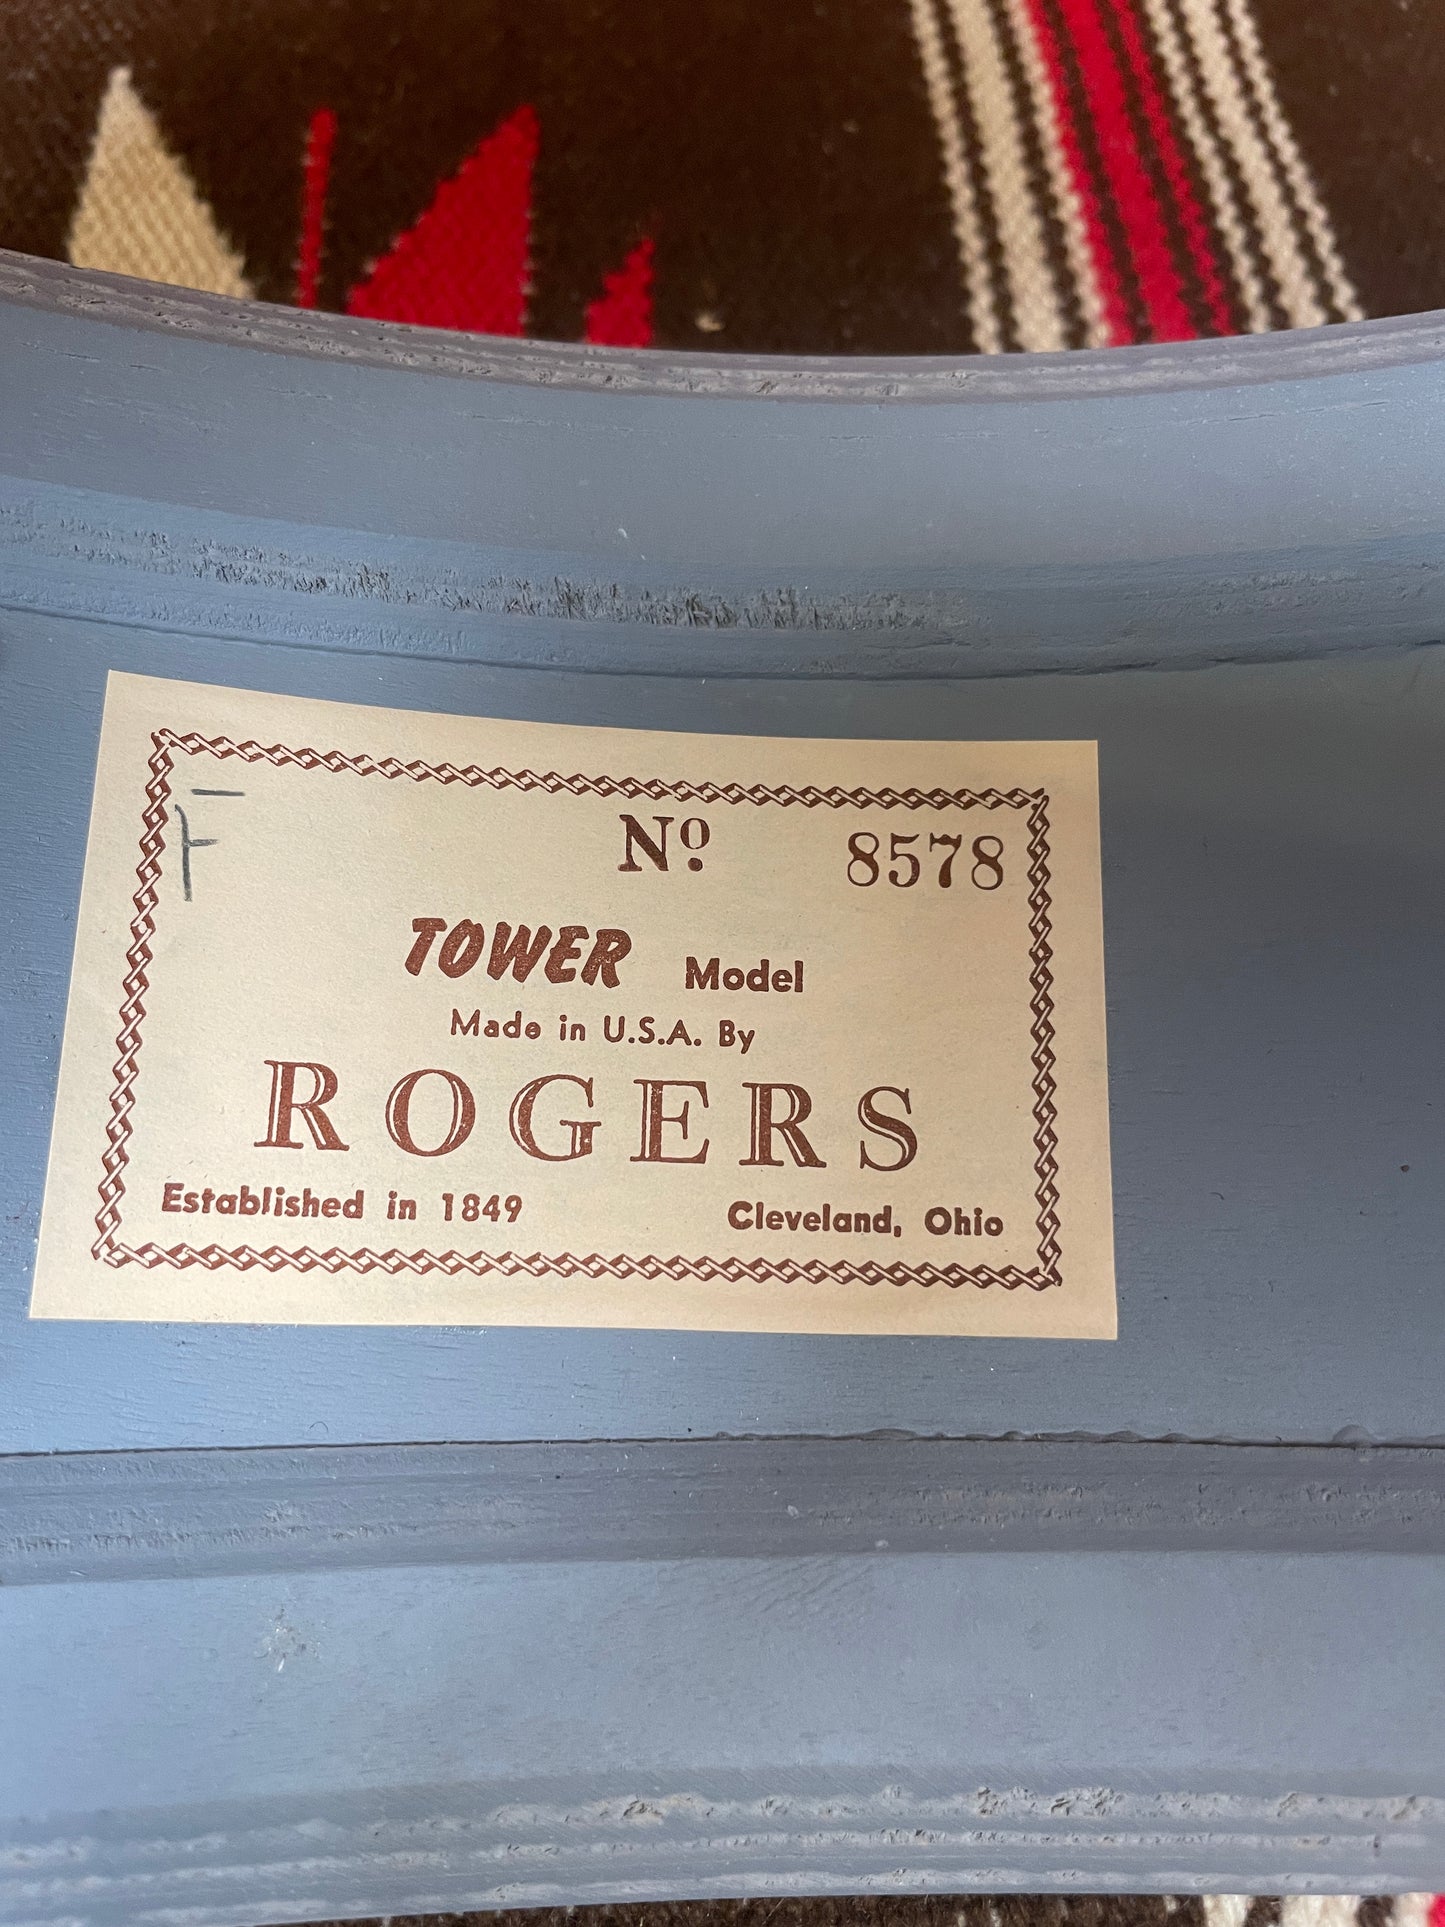 F
Nº 8578
TOWER Model
Made in U.S.A. By
ROGERS
Established in 1849 Cleveland, Ohio